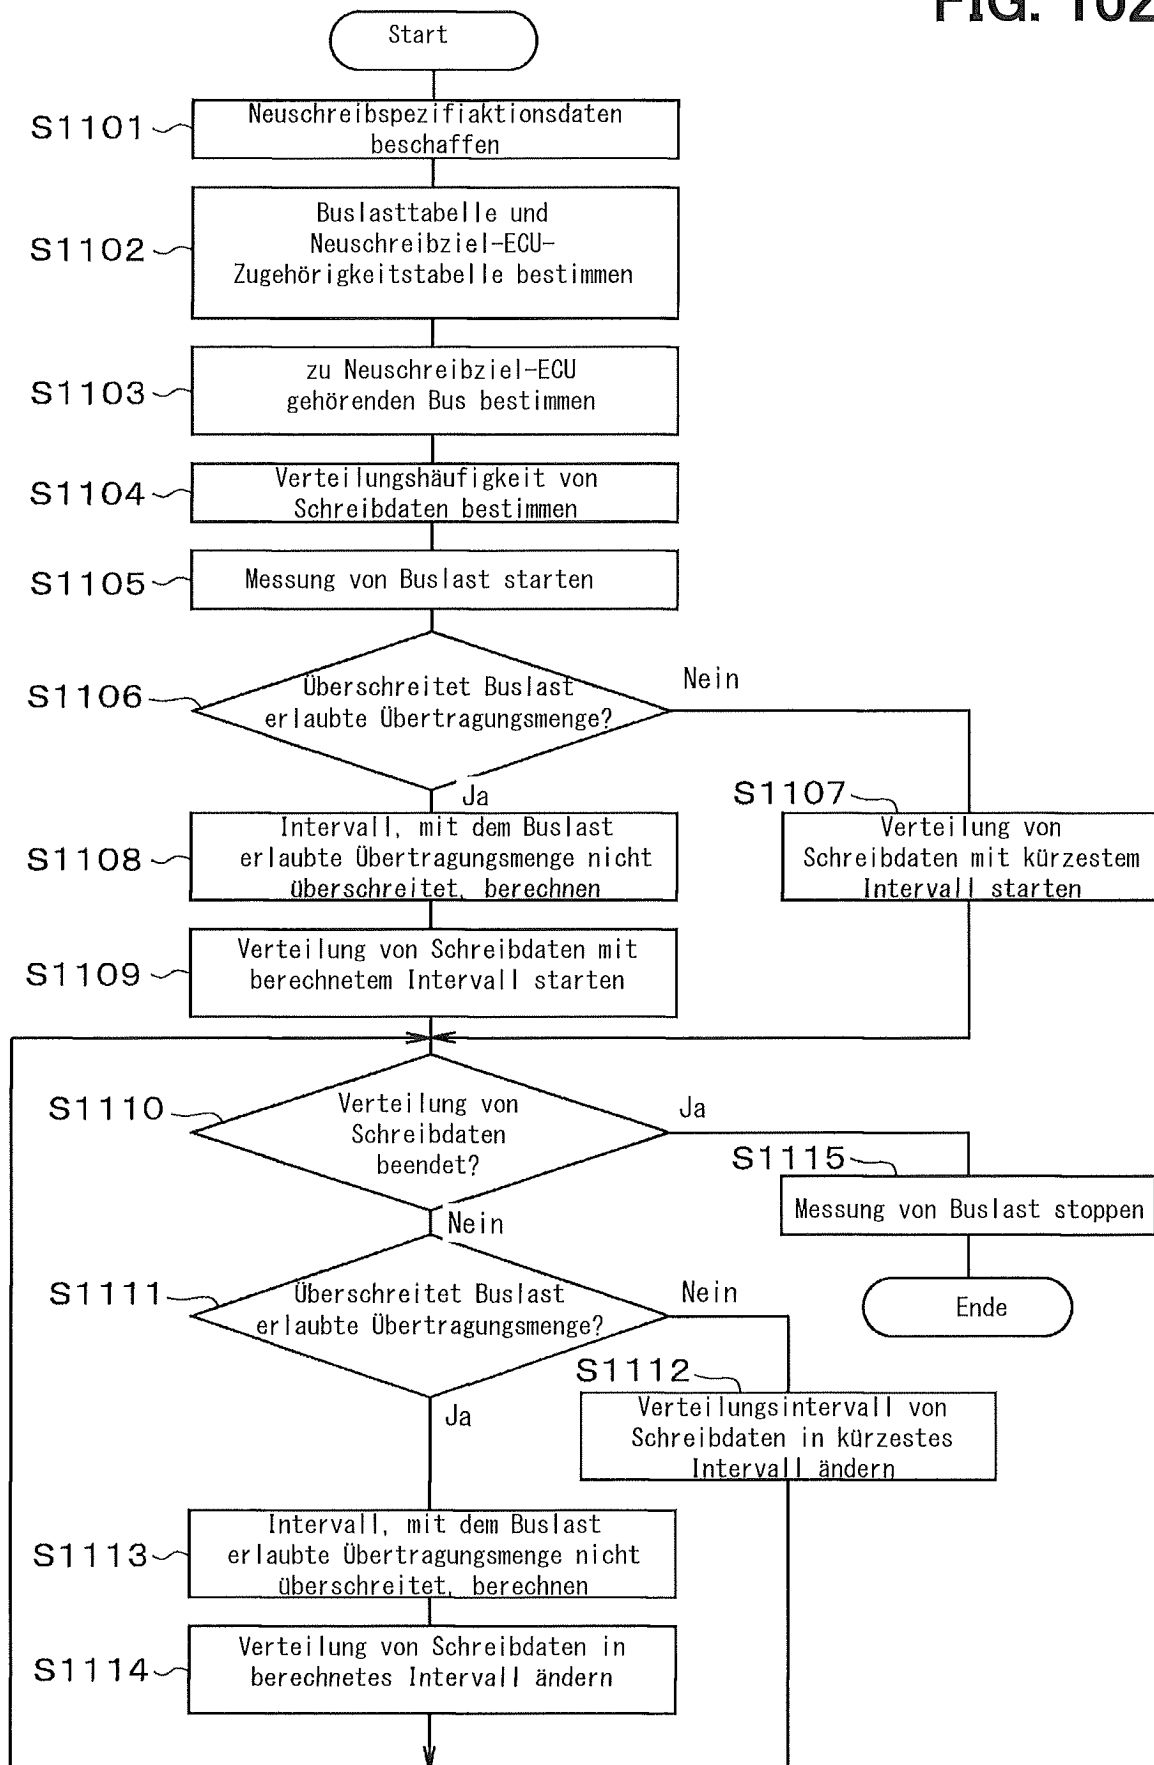 FIG. 102
Start
S1101
Neuschreibspezifiaktionsdaten
beschaffen
S1102
Buslasttabelle und
Neuschreibziel-ECU-
Zugehörigkeitstabelle bestimmen
S1103
zu Neuschreibziel-ECU
gehörenden Bus bestimmen
S1104
Verteilungshäufigkeit von
Schreibdaten bestimmen
S1105
Messung von Buslast starten
S1106
Überschreitet Buslast
erlaubte Übertragungsmenge?
Nein
Ja
S1107
Verteilung von
Schreibdaten mit kürzestem
Intervall starten
S1108
Intervall, mit dem Buslast
erlaubte Übertragungsmenge nicht
überschreitet, berechnen
S1109
Verteilung von Schreibdaten mit
berechnetem Intervall starten
S1110
Verteilung von
Schreibdaten
beendet?
Ja
Nein
S1115
Messung von Buslast stoppen
Ende
S1111
Überschreitet Buslast
erlaubte Übertragungsmenge?
Nein
Ja
S1112
Verteilungsintervall von
Schreibdaten in kürzestes
Intervall ändern
S1113
Intervall, mit dem Buslast
erlaubte Übertragungsmenge nicht
überschreitet, berechnen
S1114
Verteilung von Schreibdaten in
berechnetes Intervall ändern